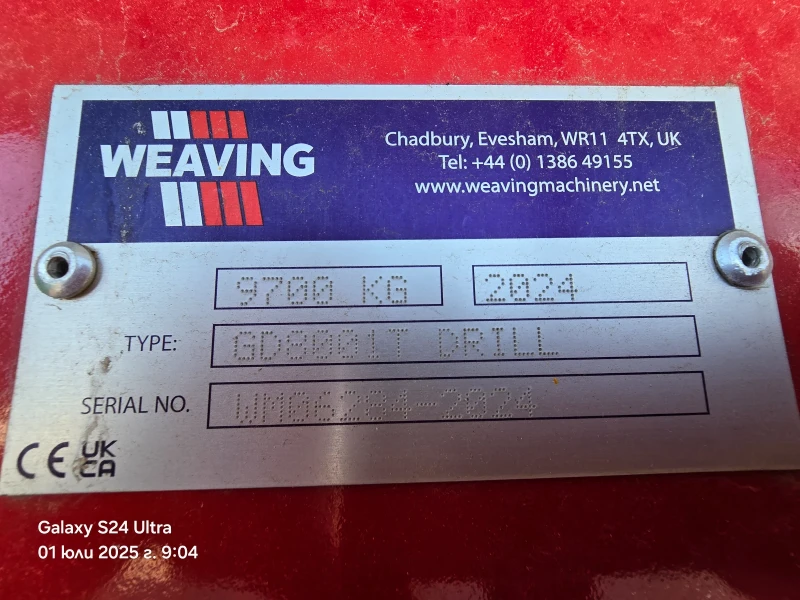 WEAVING
Chadbury, Evesham, WR11 4TX, UK
Tel: +44 (0) 1386 49155
www.weavingmachinery.net
9700 KG
2024
TYPE: GD8001T DRILL
SERIAL NO. WM06284-2024
CE UK
CA
Galaxy S24 Ultra
01 юли 2025 г. 9:04